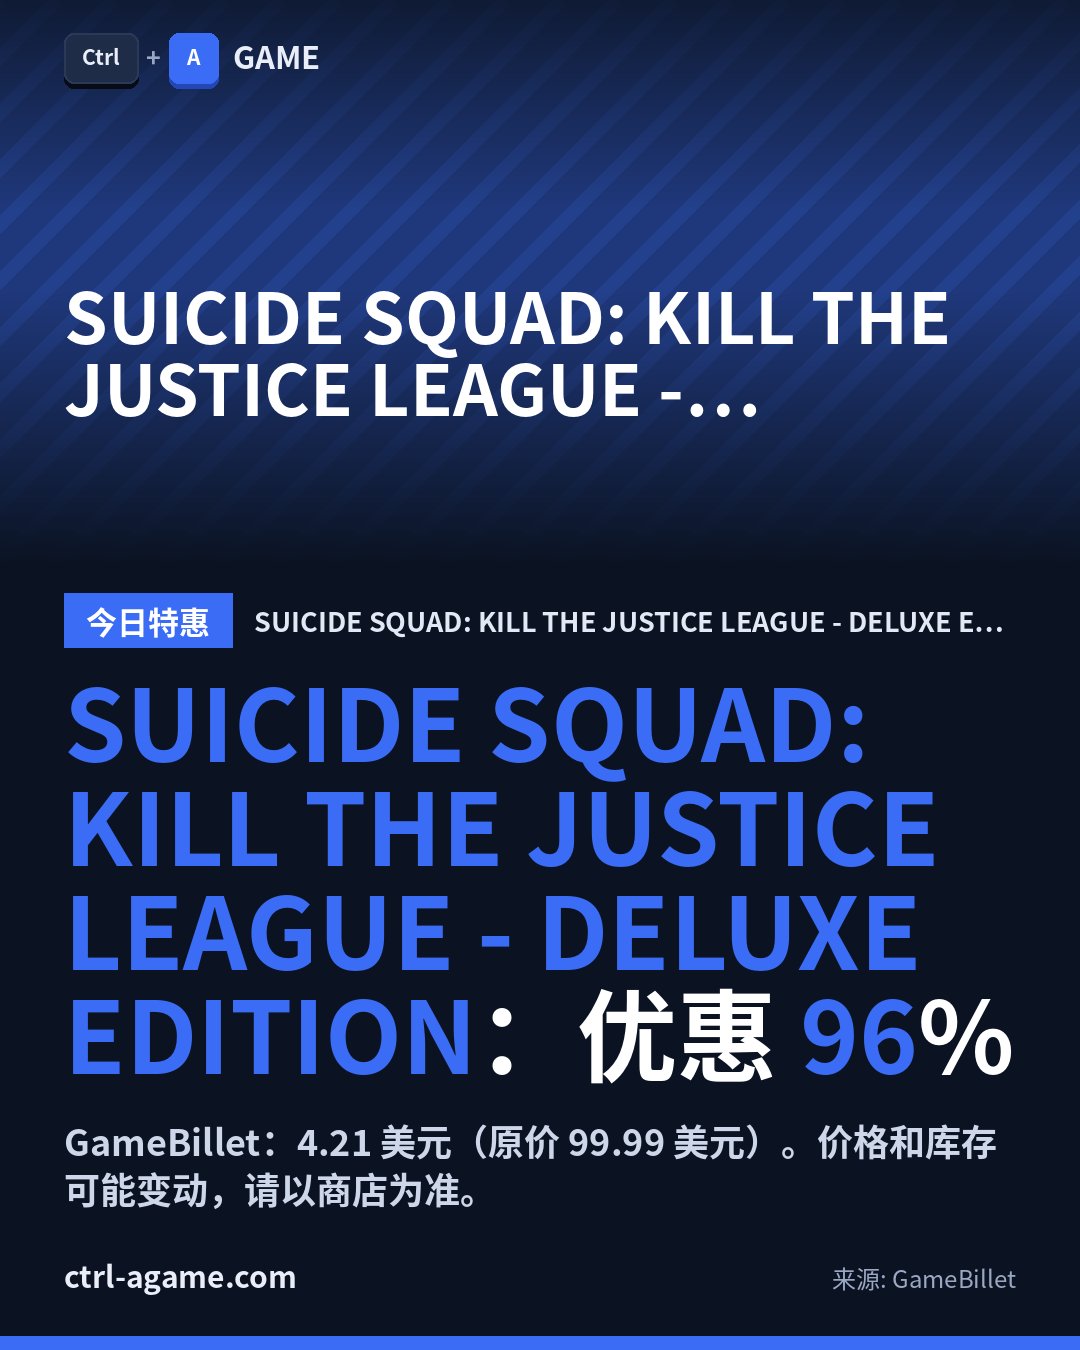 Ctrl + A GAME
SUICIDE SQUAD: KILL THE
JUSTICE LEAGUE -...
今日特惠 SUICIDE SQUAD: KILL THE JUSTICE LEAGUE - DELUXE E...
SUICIDE SQUAD:
KILL THE JUSTICE
LEAGUE - DELUXE
EDITION：优惠 96%
GameBillet：4.21 美元（原价 99.99 美元）。价格和库存
可能变动，请以商店为准。
ctrl-agame.com 来源: GameBillet